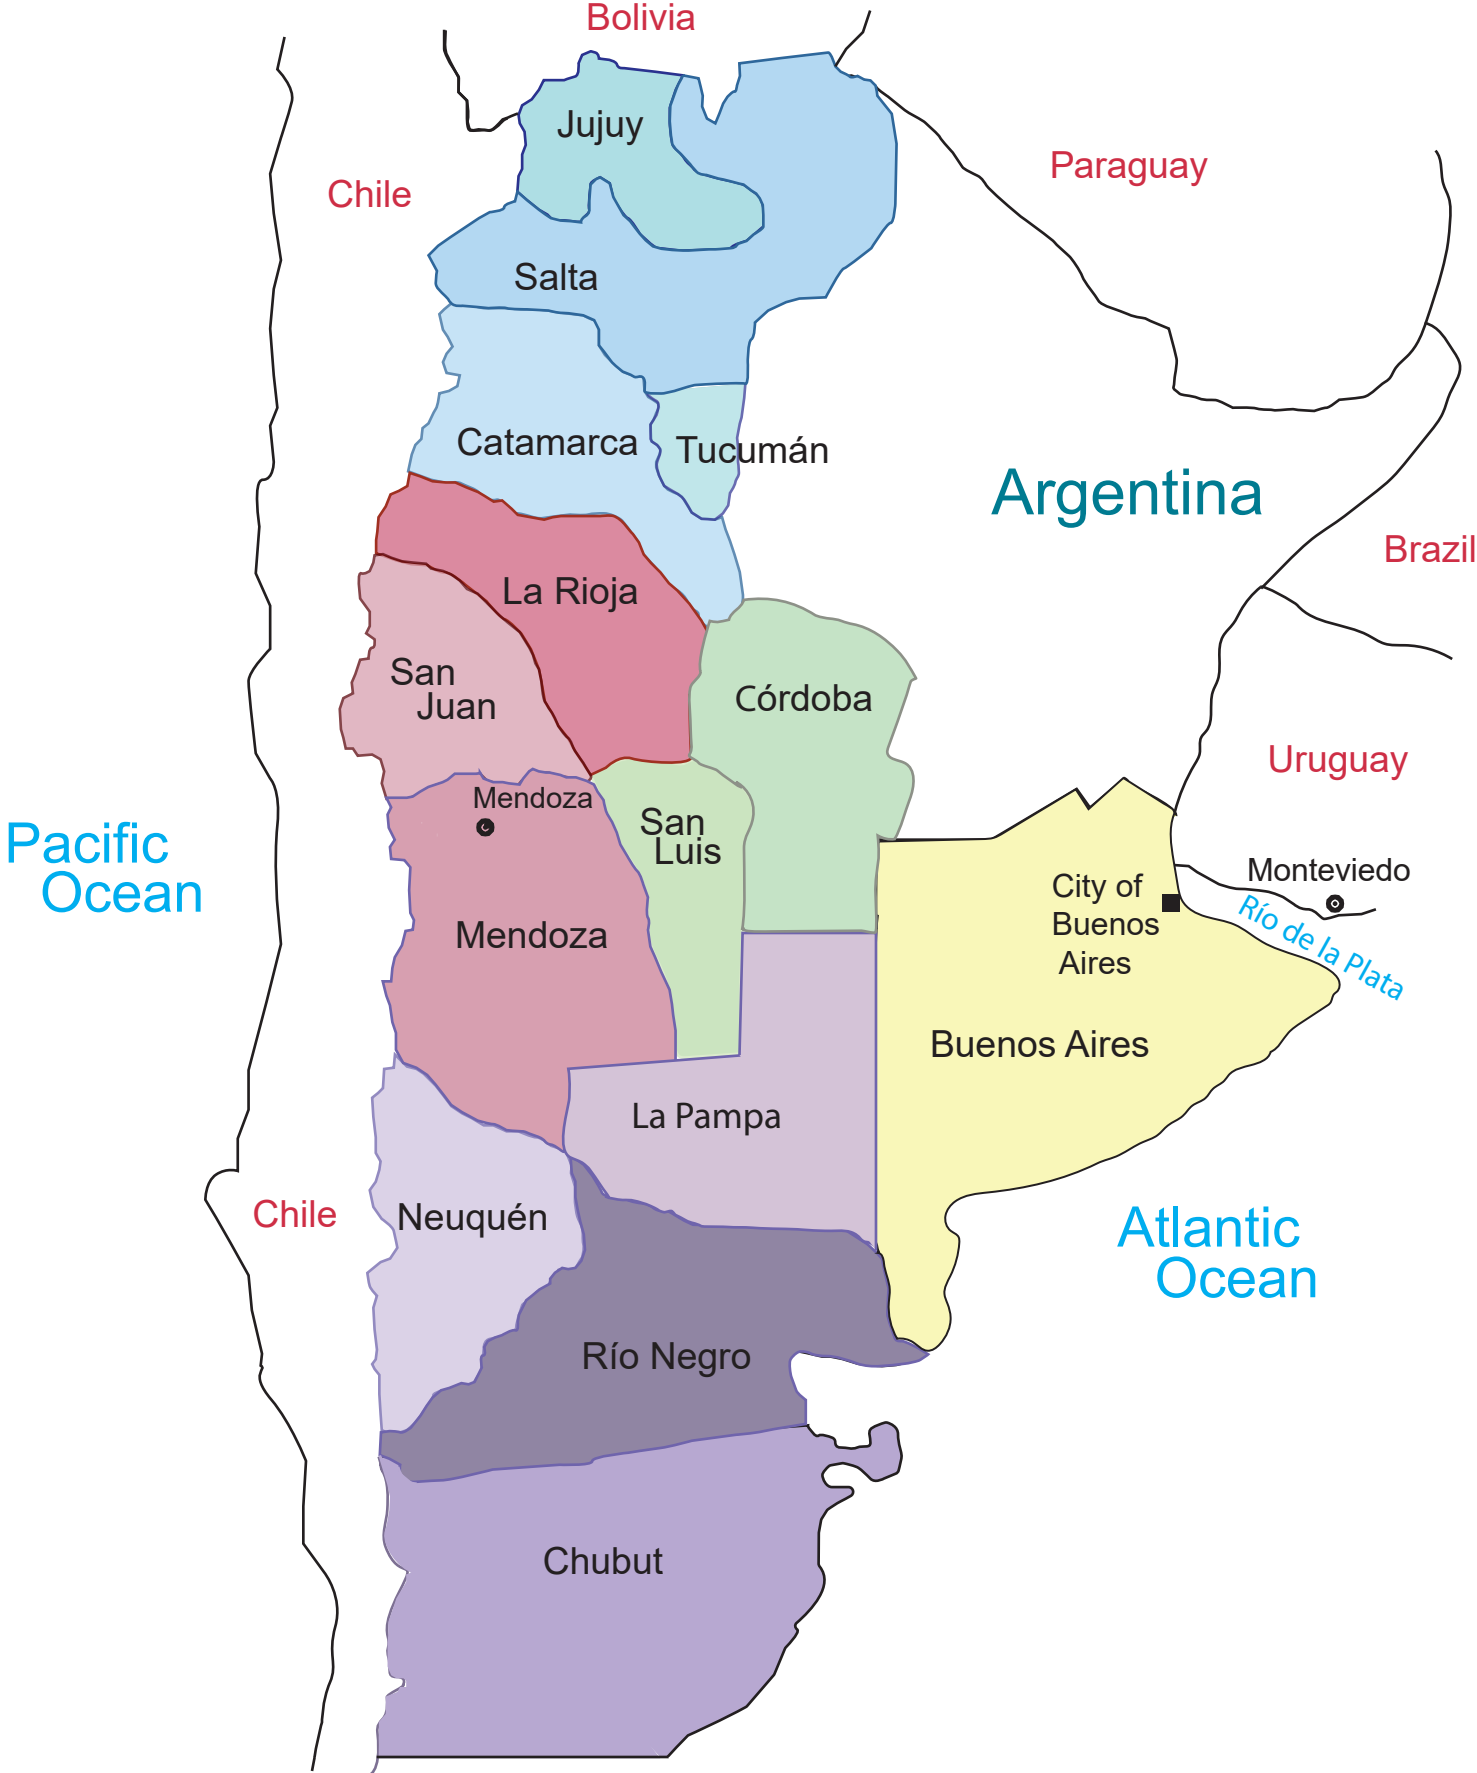 Bolivia
Jujuy
Paraguay
Chile
Salta
Catamarca
Tucumán
Argentina
Brazil
La Rioja
San
Juan
Córdoba
Uruguay
Mendoza
San
Luis
Pacific
Ocean
Monteviedo
City of
Buenos
Aires
Río de la Plata
Mendoza
Buenos Aires
La Pampa
Chile
Neuquén
Atlantic
Ocean
Río Negro
Chubut